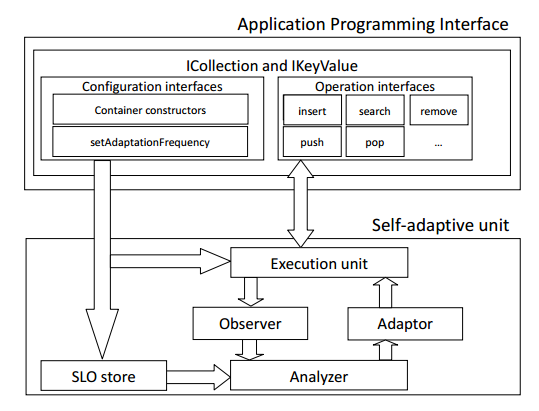 Application Programming Interface
ICollection and IKeyValue
Configuration interfaces
Container constructors
setAdaptationFrequency
Operation interfaces
insert
search
remove
push
pop
...
Self-adaptive unit
Execution unit
Observer
Adaptor
SLO store
Analyzer